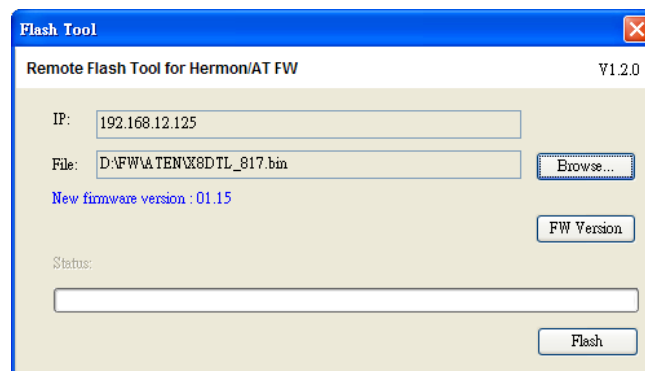 Flash Tool
Remote Flash Tool for Hermon/AT FW V1.2.0
IP: 192.168.12.125
File: D:\FW\ATEN\X8DTL_817.bin Browse...
New firmware version : 01.15
FW Version
Status:
Flash